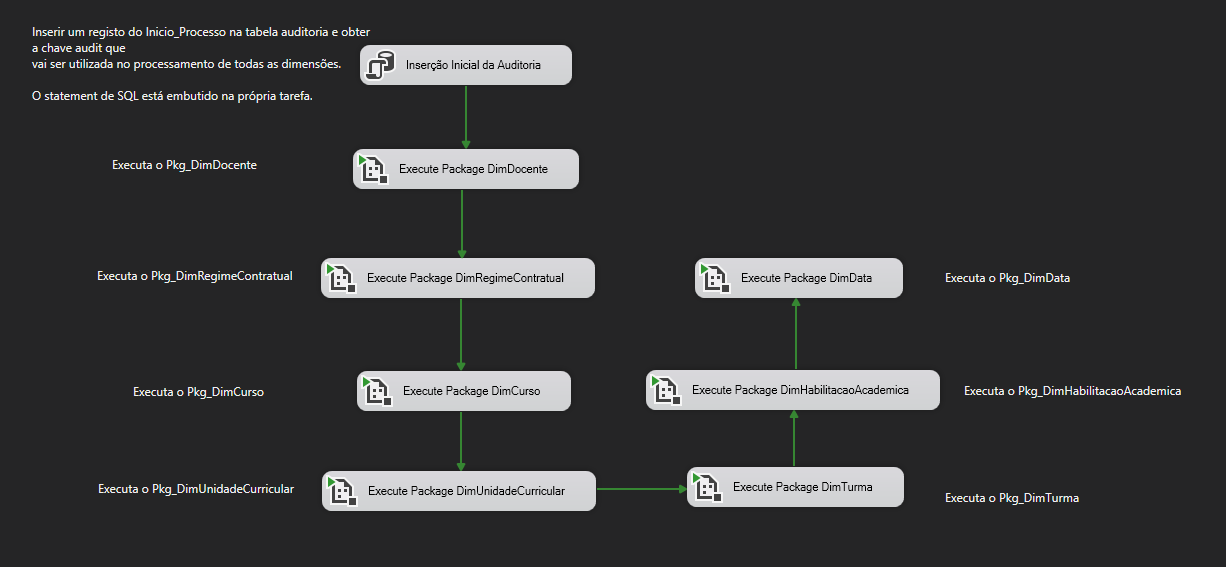 Inserir um registo do Inicio_Processo na tabela auditoria e obter
a chave audit que
vai ser utilizada no processamento de todas as dimensões.
O statement de SQL está embutido na própria tarefa.
Inserção Inicial da Auditoria
Executa o Pkg_DimDocente
Execute Package DimDocente
Executa o Pkg_DimRegimeContratual
Execute Package DimRegimeContratual
Execute Package DimData
Executa o Pkg_DimData
Executa o Pkg_DimCurso
Execute Package DimCurso
Execute Package DimHabilitacaoAcademica
Executa o Pkg_DimHabilitacaoAcademica
Executa o Pkg_DimUnidadeCurricular
Execute Package DimUnidadeCurricular
Execute Package DimTurma
Executa o Pkg_DimTurma